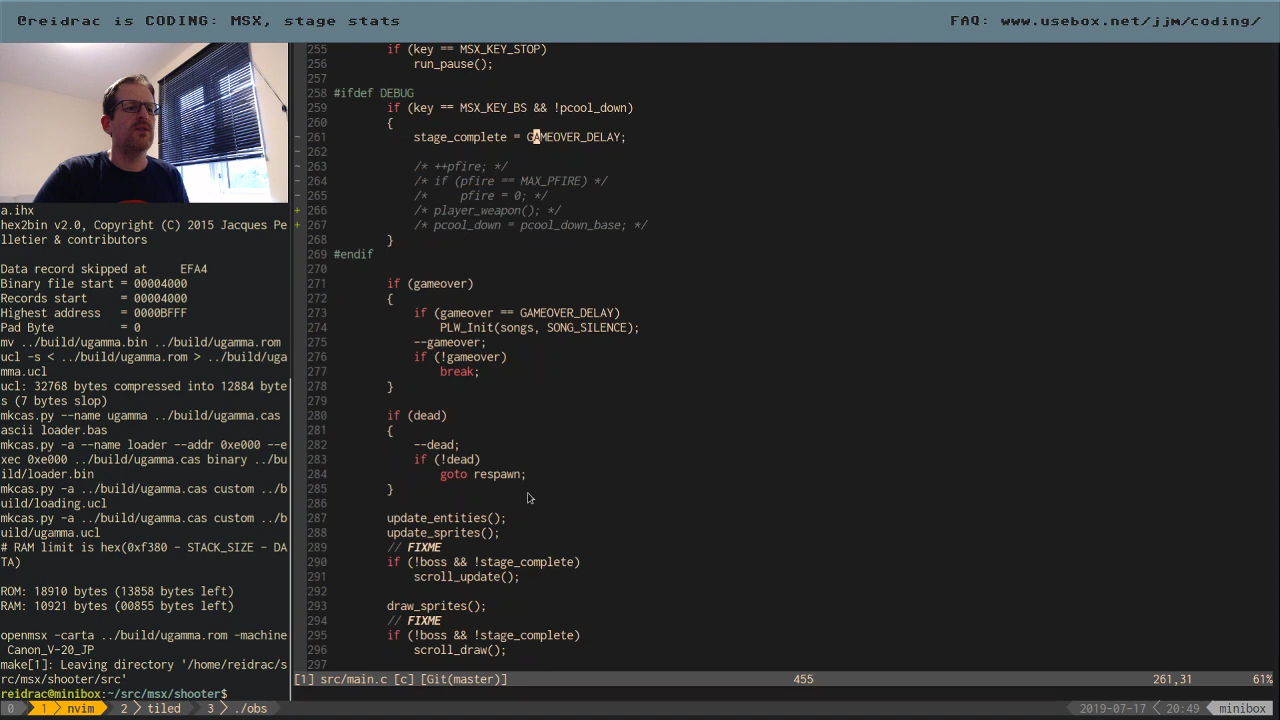 @reidrac is CODING: MSX, stage stats
FAQ: www.usebox.net/jjm/coding/
a.ihx
hex2bin v2.0, Copyright (C) 2015 Jacques Pe
lletier & contributors
Data record skipped at     EFA4
Binary file start = 00004000
Records start     = 00004000
Highest address   = 0000BFFF
Pad Byte          = 0
mv ../build/ugamma.bin ../build/ugamma.rom
ucl -s < ../build/ugamma.rom > ../build/uga
mma.ucl
ucl: 32768 bytes compressed into 12884 byte
s (7 bytes slop)
mkcas.py --name ugamma ../build/ugamma.cas
ascii loader.bas
mkcas.py -a --name loader --addr 0xe000 --e
xec 0xe000 ../build/ugamma.cas binary ../bu
ild/loader.bin
mkcas.py -a ../build/ugamma.cas custom ../b
uild/loading.ucl
mkcas.py -a ../build/ugamma.cas custom ../b
uild/ugamma.ucl
# RAM limit is hex(0xf380 - STACK_SIZE - DA
TA)
ROM: 18910 bytes (13858 bytes left)
RAM: 10921 bytes (00855 bytes left)
openmsx -carta ../build/ugamma.rom -machine
 Canon_V-20_JP
make[1]: Leaving directory '/home/reidrac/s
rc/msx/shooter/src'
reidrac@minibox:~/src/msx/shooter$
255         if (key == MSX_KEY_STOP)
256             run_pause();
257
258 #ifdef DEBUG
259         if (key == MSX_KEY_BS && !pcool_down)
260         {
~ 261             stage_complete = GAMEOVER_DELAY;
~ 262
~ 263             /* ++pfire; */
~ 264             /* if (pfire == MAX_PFIRE) */
~ 265             /*     pfire = 0; */
+ 266             /* player_weapon(); */
+ 267             /* pcool_down = pcool_down_base; */
268         }
269 #endif
270
271         if (gameover)
272         {
273             if (gameover == GAMEOVER_DELAY)
274                 PLW_Init(songs, SONG_SILENCE);
275             --gameover;
276             if (!gameover)
277                 break;
278         }
279
280         if (dead)
281         {
282             --dead;
283             if (!dead)
284                 goto respawn;
285         }
286
287         update_entities();
288         update_sprites();
289         // FIXME
290         if (!boss && !stage_complete)
291             scroll_update();
292
293         draw_sprites();
294         // FIXME
295         if (!boss && !stage_complete)
296             scroll_draw();
297
[1] src/main.c [c] [Git(master)] 455 261,31 61%
0 1 nvim 2 tiled 3 ./obs 2019-07-17 20:49 minibox